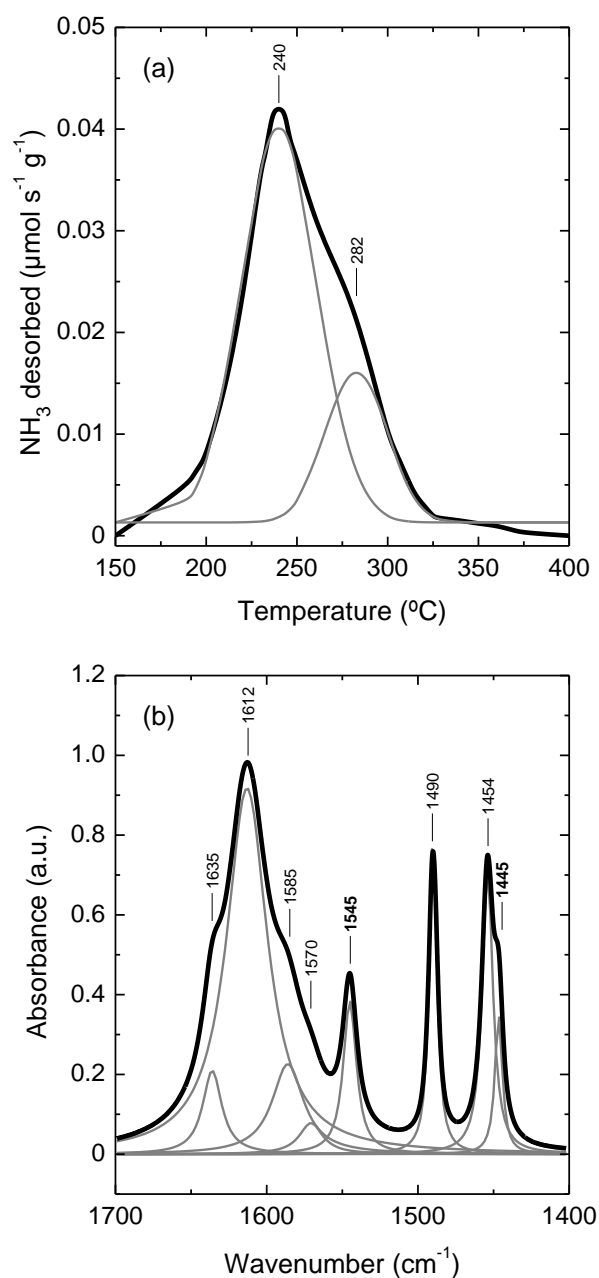 0.05
(a)
240
0.04
0.03
282
0.02
0.01
0
NH₃ desorbed (µmol s⁻¹ g⁻¹)
150 200 250 300 350 400
Temperature (ºC)
1.2
(b)
1612
1.0
1490
1454
0.8
1635
1585
1545
1445
0.6
1570
0.4
0.2
0
Absorbance (a.u.)
1700 1600 1500 1400
Wavenumber (cm⁻¹)